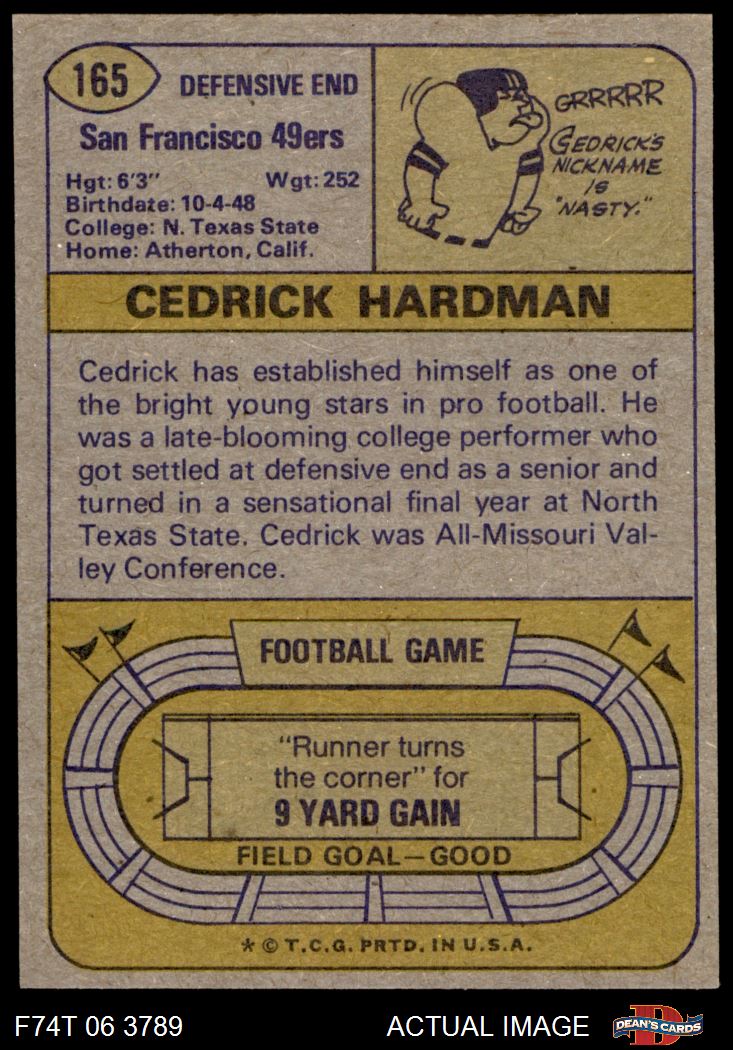 165
DEFENSIVE END
San Francisco 49ers
Hgt: 6'3" Wgt: 252
Birthdate: 10-4-48
College: N. Texas State
Home: Atherton, Calif.
GRRRRR
CEDRICK'S
NICKNAME
IS
"NASTY."
CEDRICK HARDMAN
Cedrick has established himself as one of
the bright young stars in pro football. He
was a late-blooming college performer who
got settled at defensive end as a senior and
turned in a sensational final year at North
Texas State. Cedrick was All-Missouri Val-
ley Conference.
FOOTBALL GAME
"Runner turns
the corner" for
9 YARD GAIN
FIELD GOAL—GOOD
* © T.C.G. PRTD. IN U.S.A.
F74T 06 3789
ACTUAL IMAGE
DEAN'S CARDS